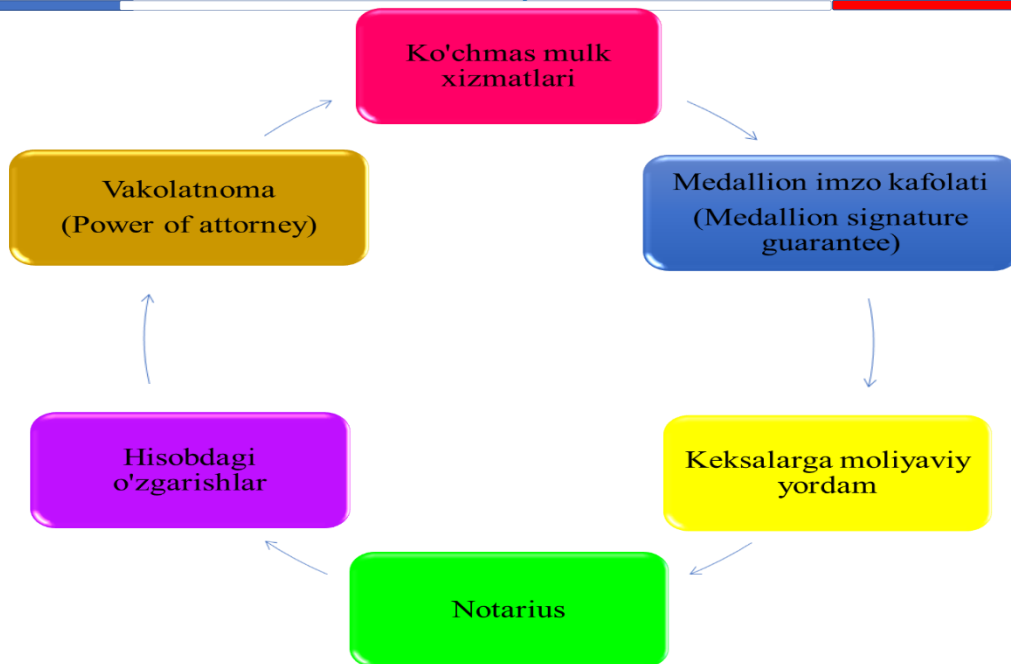 Ko'chmas mulk
xizmatlari
Medallion imzo kafolati
(Medallion signature
guarantee)
Keksalarga moliyaviy
yordam
Notarius
Hisobdagi
o'zgarishlar
Vakolatnoma
(Power of attorney)